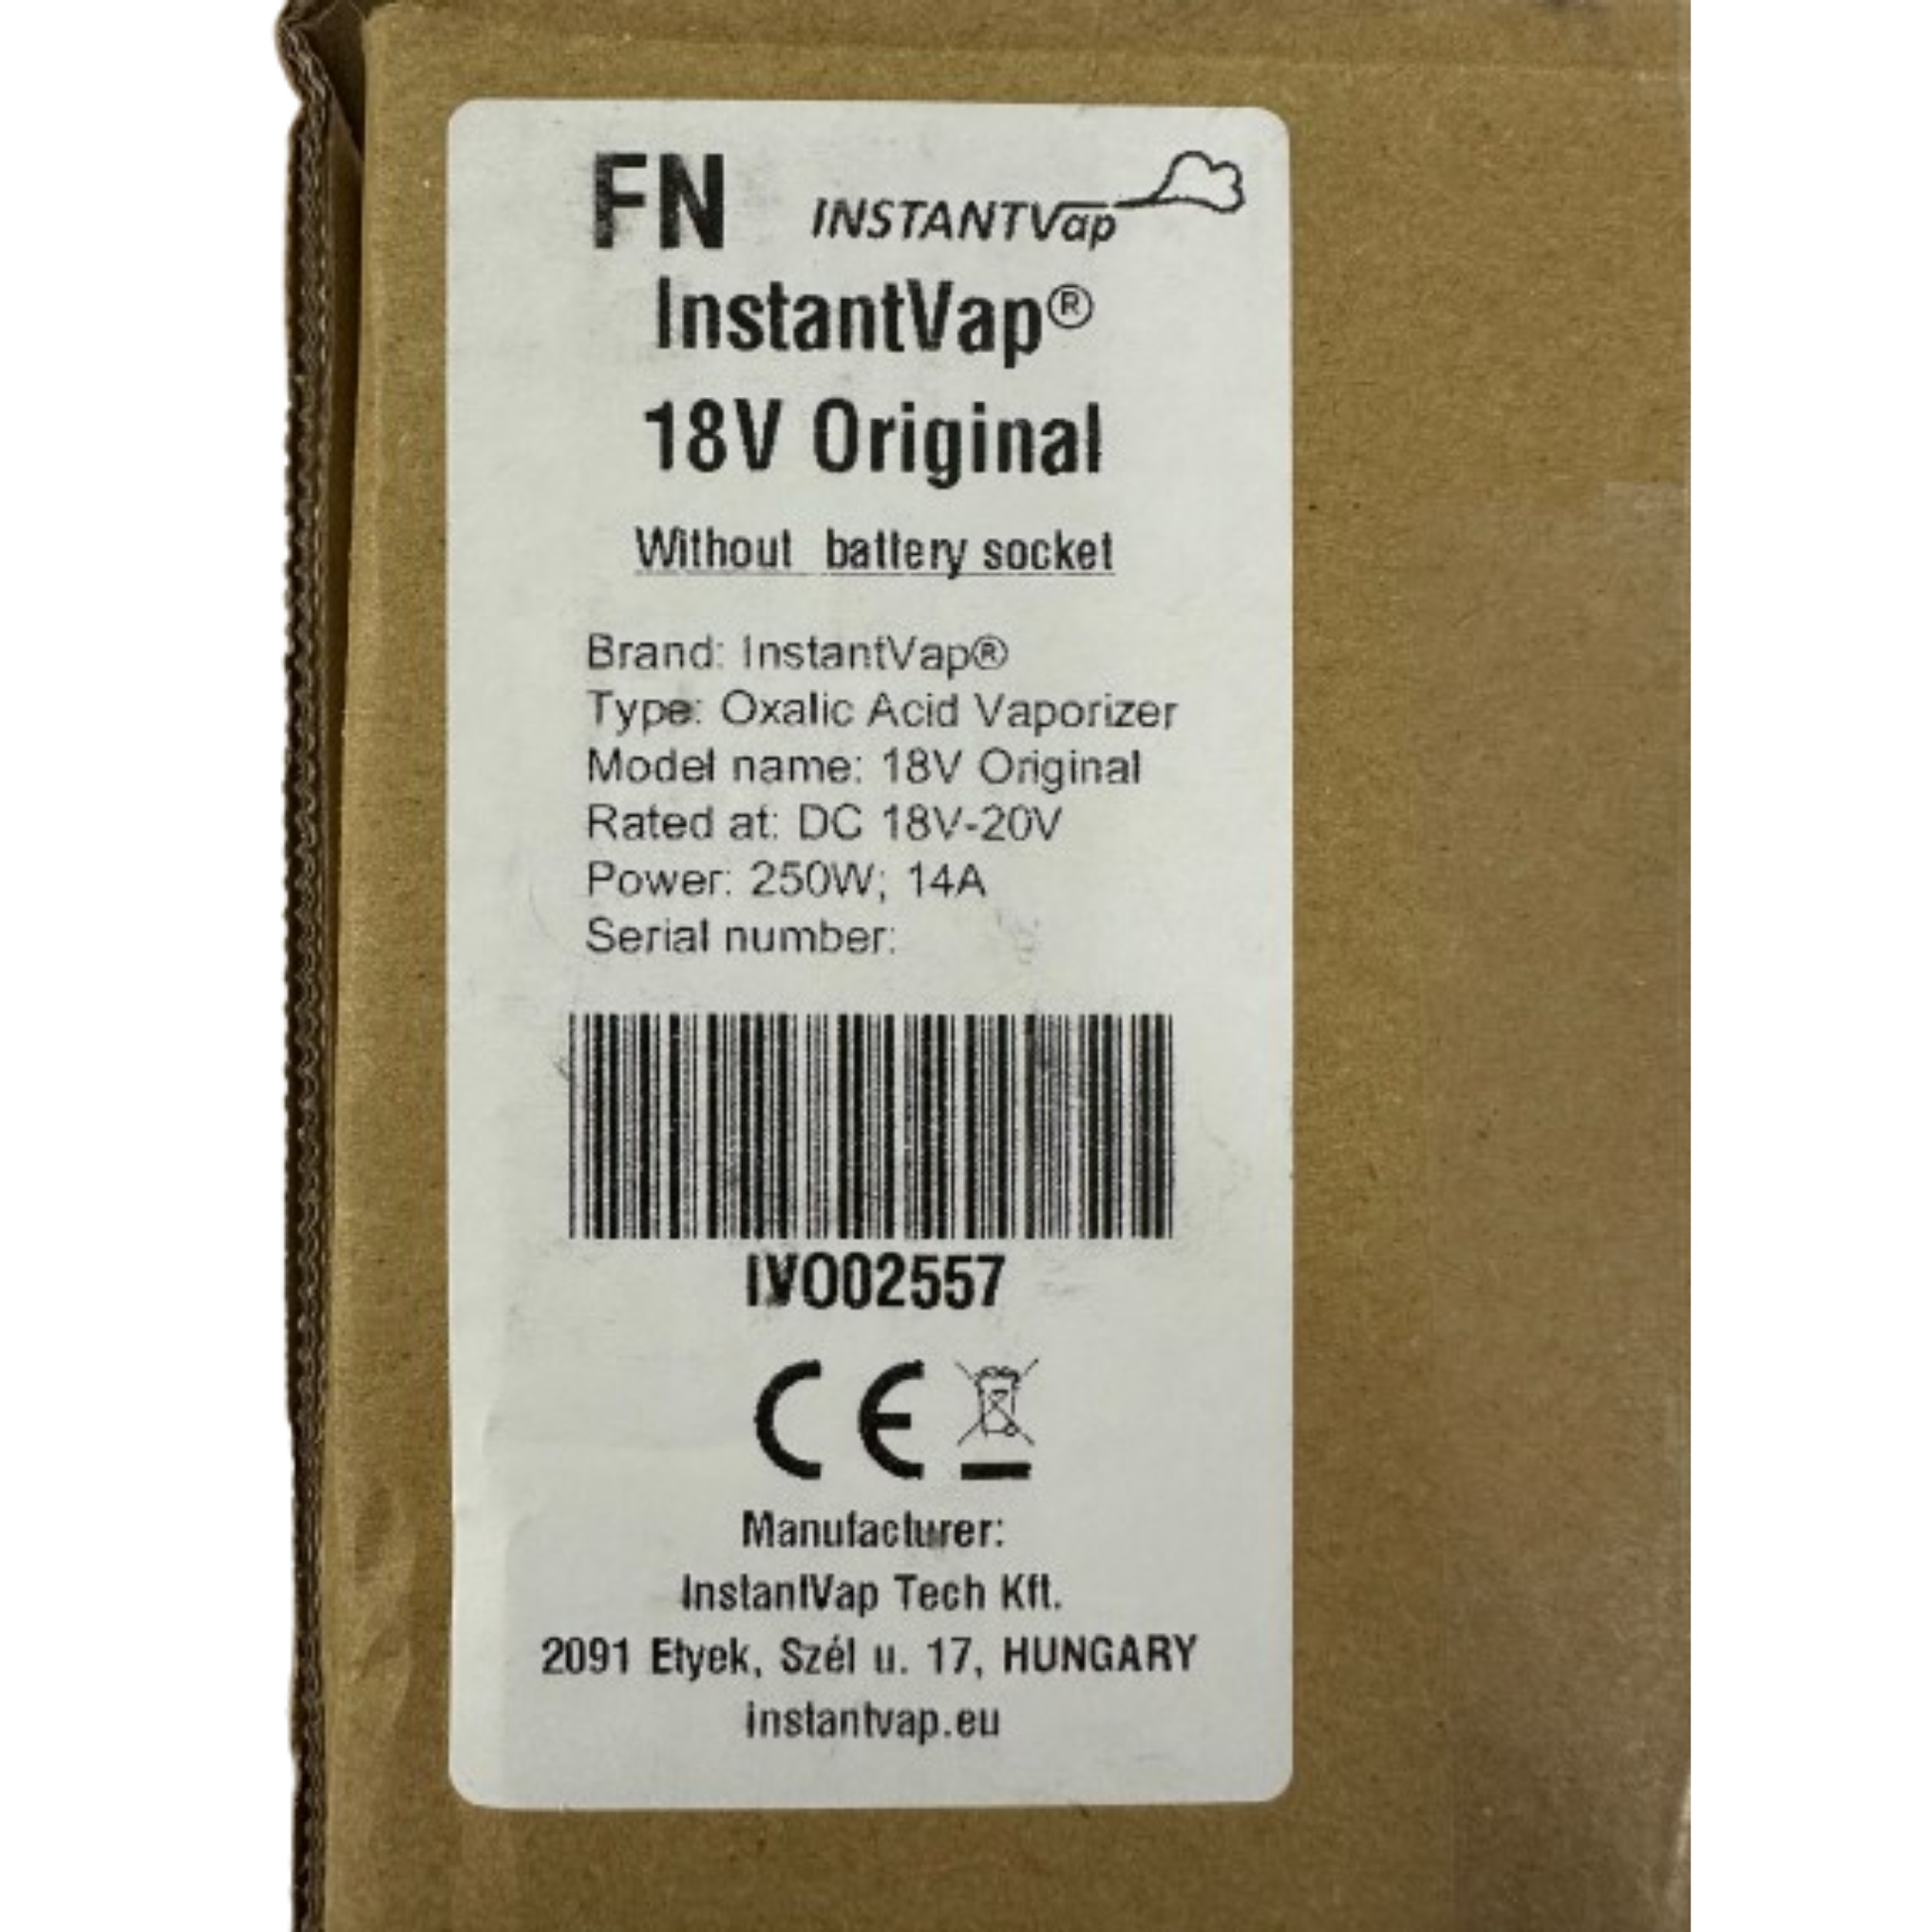 FN INSTANTVap
InstantVap®
18V Original
Without battery socket
Brand: InstantVap®
Type: Oxalic Acid Vaporizer
Model name: 18V Original
Rated at: DC 18V-20V
Power: 250W; 14A
Serial number:
IVO02557
CE
Manufacturer:
InstantVap Tech Kft.
2091 Etyek, Szél u. 17, HUNGARY
instantvap.eu